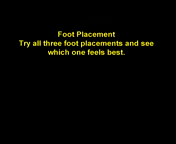 Foot Placement
Try all three foot placements and see
which one feels best.